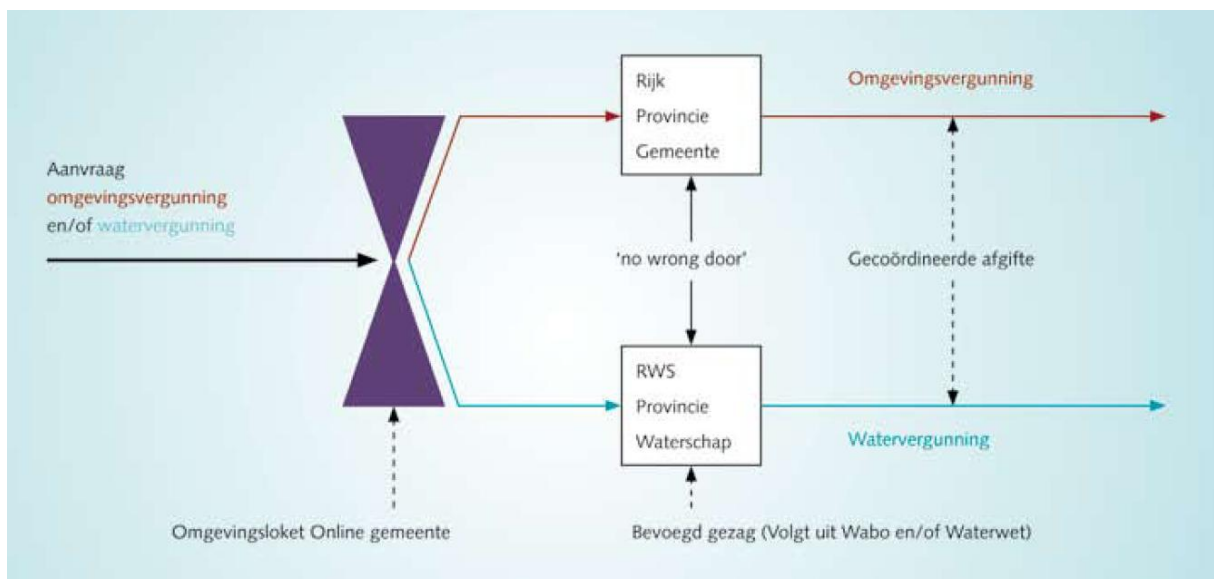 Aanvraag
omgevingsvergunning
en/of watervergunning
Rijk
Provincie
Gemeente
Omgevingsvergunning
'no wrong door'
Gecoördineerde afgifte
RWS
Provincie
Waterschap
Watervergunning
Omgevingsloket Online gemeente
Bevoegd gezag (Volgt uit Wabo en/of Waterwet)